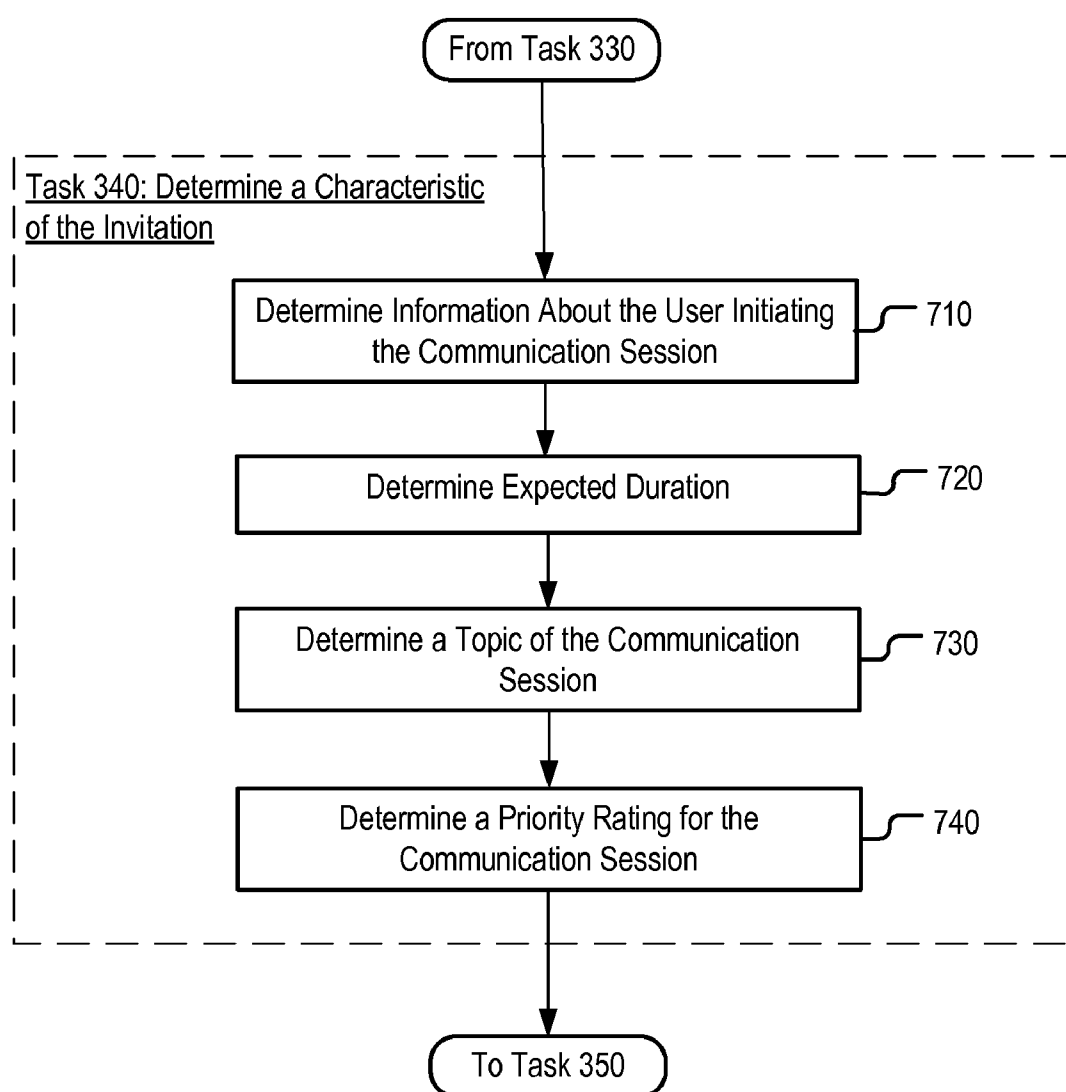 From Task 330
Task 340: Determine a Characteristic
of the Invitation
Determine Information About the User Initiating
the Communication Session
710
Determine Expected Duration
720
Determine a Topic of the Communication
Session
730
Determine a Priority Rating for the
Communication Session
740
To Task 350